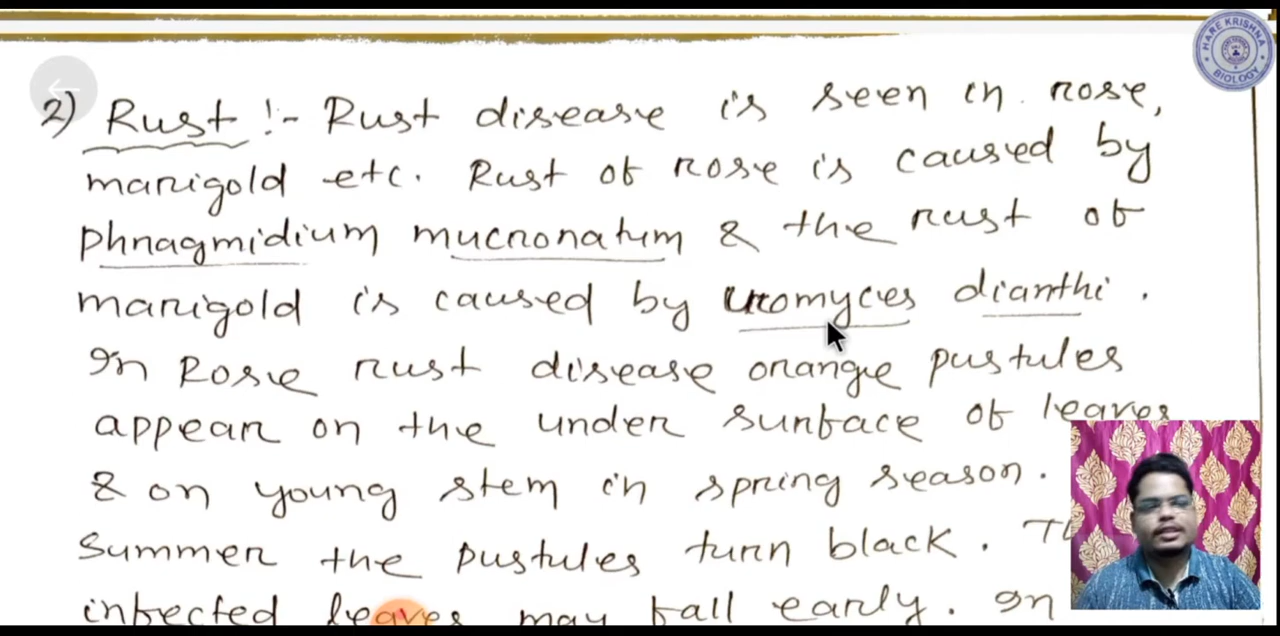 HARE KRISHNA
BIOLOGY
2) Rust :- Rust disease is seen in rose,
marigold etc. Rust of rose is caused by
phragmidium mucronatum & the rust of
marigold is caused by uromyces dianthi.
In Rose rust disease orange pustules
appear on the under surface of leaves
& on young stem in spring season.
Summer the pustules turn black.
infected leaves may fall early. In